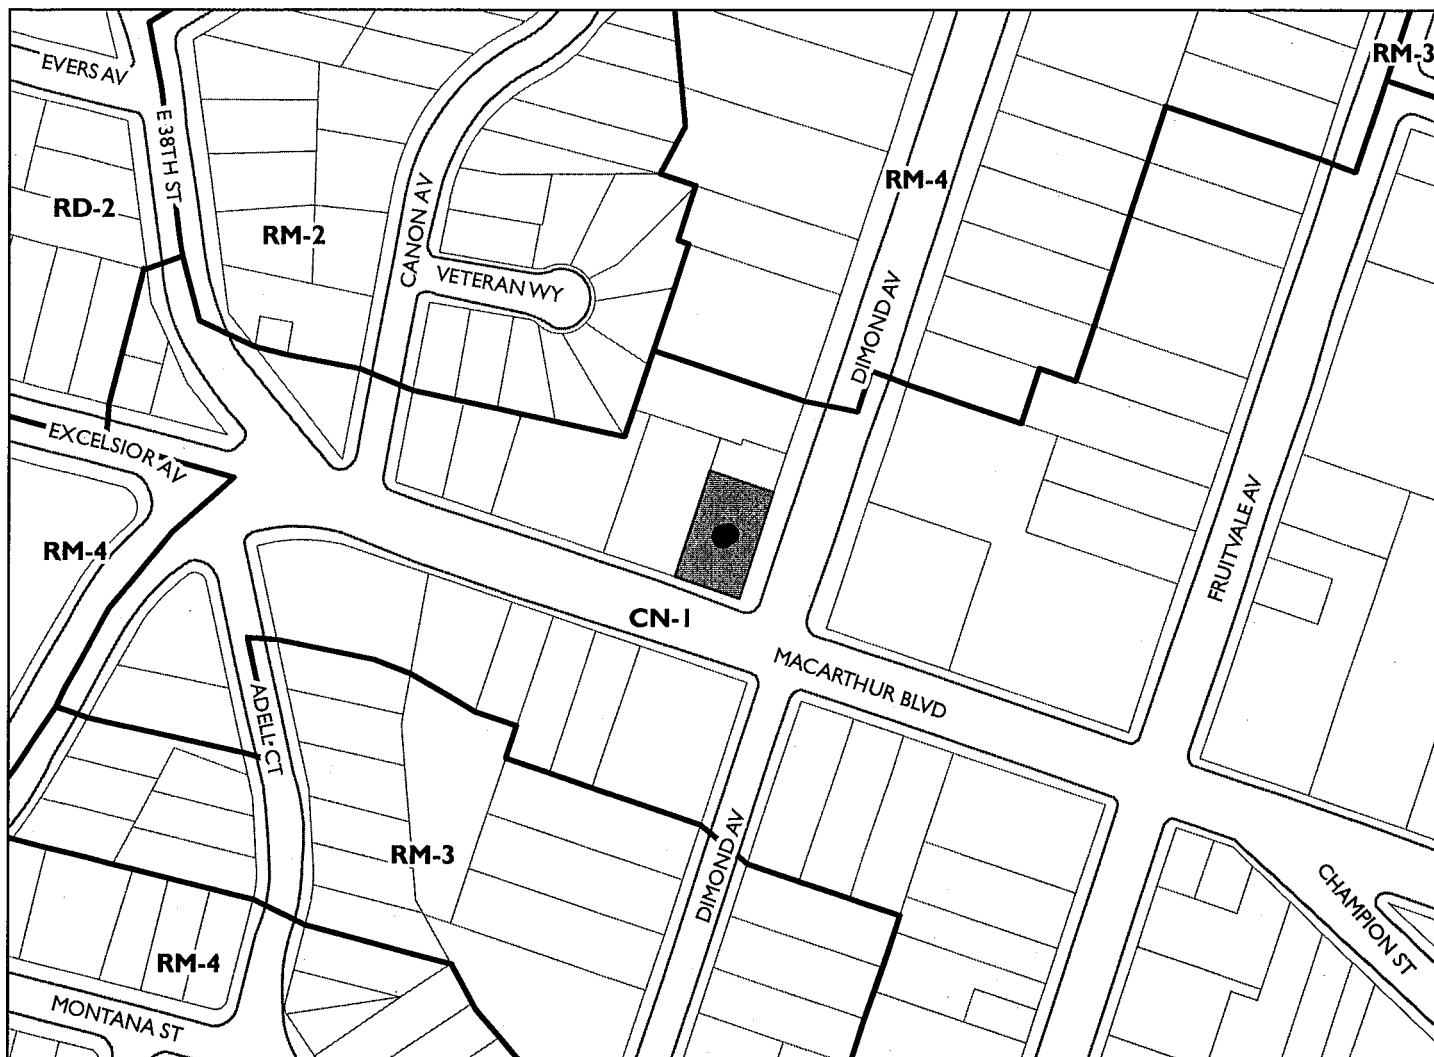 RM-3
EVERS AV
E 38TH ST
RM-4
RD-2
CANON AV
RM-2
VETERAN WY
DIMOND AV
EXCELSIOR AV
FRUITVALE AV
RM-4
CN-1
MACARTHUR BLVD
ADELL CT
RM-3
DIMOND AV
CHAMPION ST
RM-4
MONTANA ST